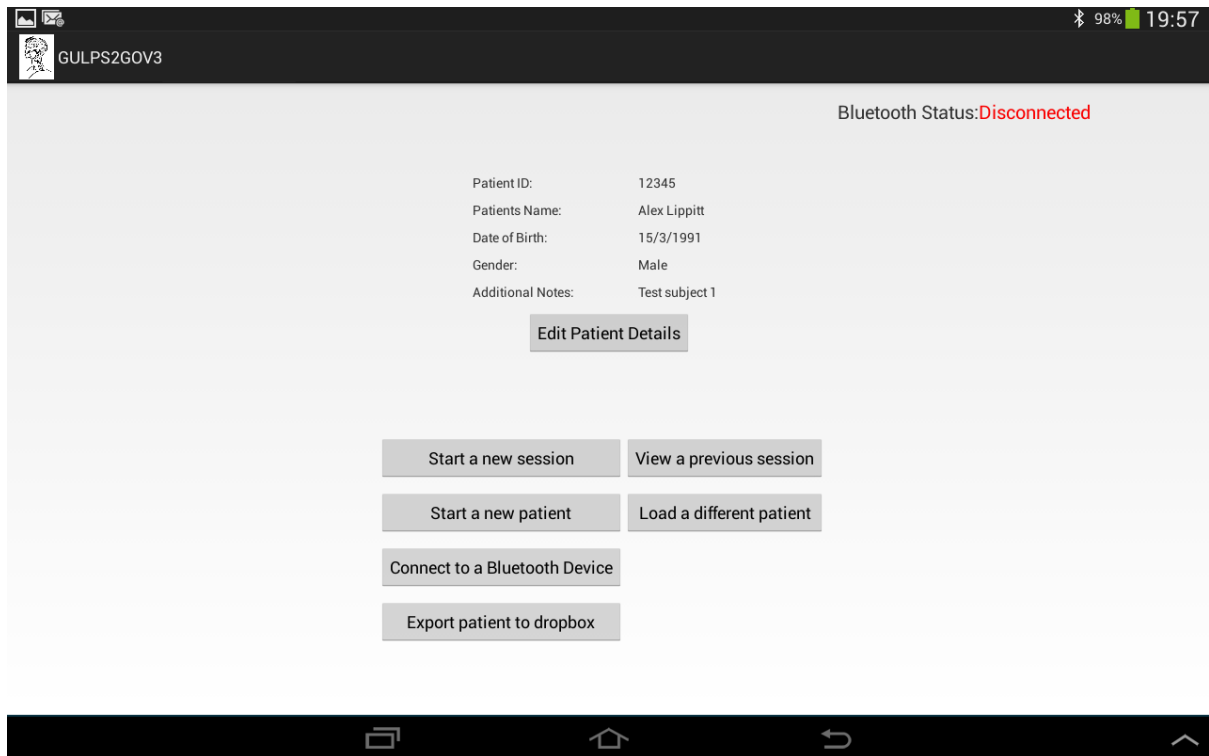 98% 19:57
GULPS2GOV3
Bluetooth Status:Disconnected
Patient ID: 12345
Patients Name: Alex Lippitt
Date of Birth: 15/3/1991
Gender: Male
Additional Notes: Test subject 1
Edit Patient Details
Start a new session View a previous session
Start a new patient Load a different patient
Connect to a Bluetooth Device
Export patient to dropbox